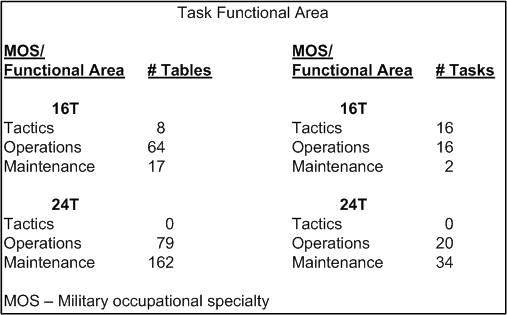 Task Functional Area
MOS/ MOS/
Functional Area # Tables Functional Area # Tasks
16T 16T
Tactics 8 Tactics 16
Operations 64 Operations 16
Maintenance 17 Maintenance 2
24T 24T
Tactics 0 Tactics 0
Operations 79 Operations 20
Maintenance 162 Maintenance 34
MOS – Military occupational specialty